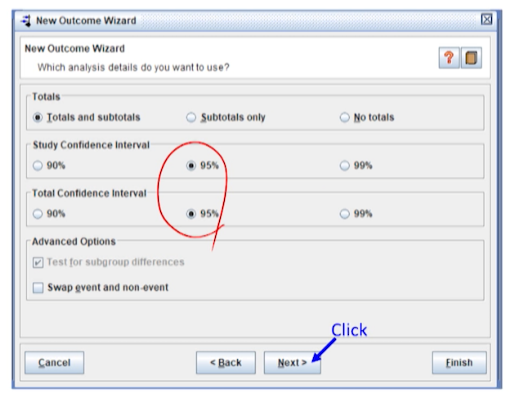 New Outcome Wizard
New Outcome Wizard
Which analysis details do you want to use?
?
Totals
Totals and subtotals Subtotals only No totals
Study Confidence Interval
90% 95% 99%
Total Confidence Interval
90% 95% 99%
Advanced Options
Test for subgroup differences
Swap event and non-event
Click
Cancel < Back Next > Finish